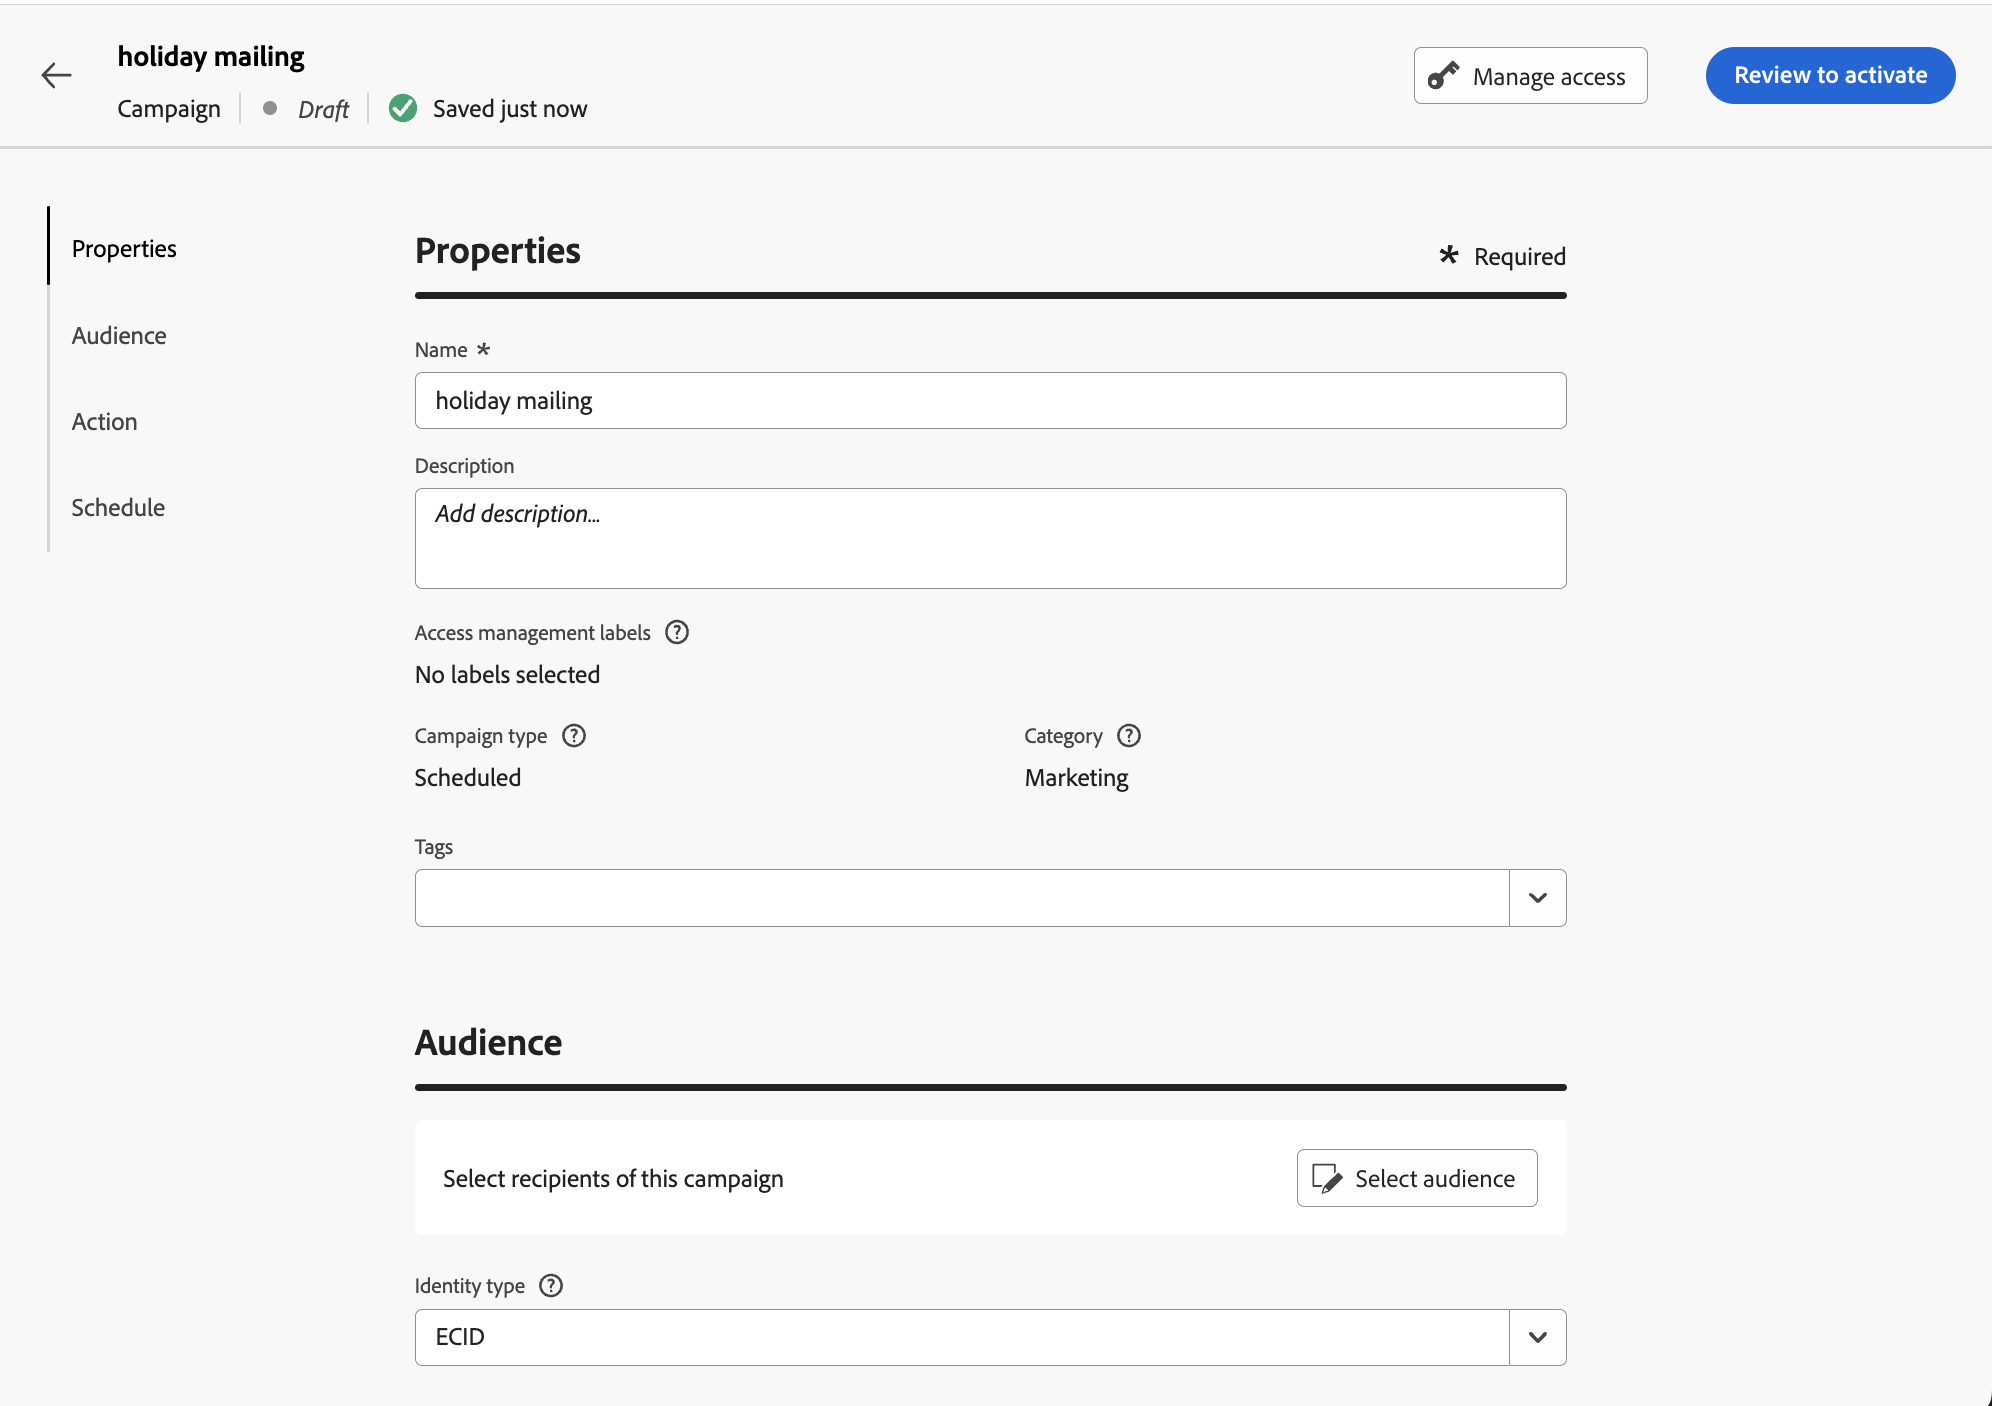 holiday mailing
Campaign
Draft
Saved just now
Manage access
Review to activate
Properties
Audience
Action
Schedule
Properties
* Required
Name *
holiday mailing
Description
Add description...
Access management labels
No labels selected
Campaign type
Scheduled
Category
Marketing
Tags
Audience
Select recipients of this campaign
Select audience
Identity type
ECID